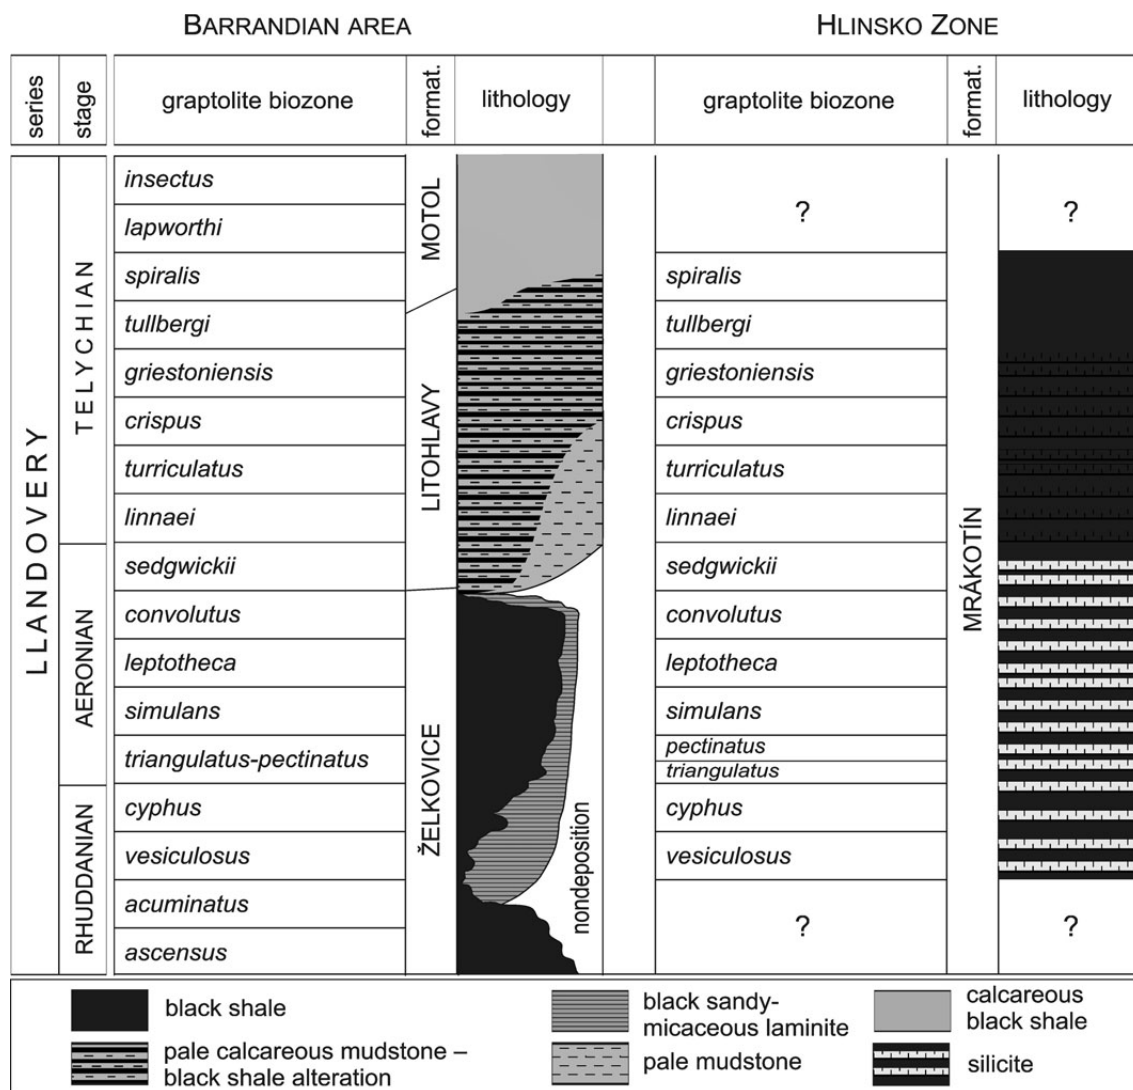 BARRANDIAN AREA
HLINSKO ZONE
series
stage
graptolite biozone
format.
lithology
graptolite biozone
format.
lithology
LLANDOVERY
TELYCHIAN
AERONIAN
RHUDDANIAN
insectus
lapworthi
spiralis
tullbergi
griestoniensis
crispus
turriculatus
linnaei
sedgwickii
convolutus
leptotheca
simulans
triangulatus-pectinatus
cyphus
vesiculosus
acuminatus
ascensus
MOTOL
LITOHLAVY
ŽELKOVICE
nondeposition
?
spiralis
tullbergi
griestoniensis
crispus
turriculatus
linnaei
sedgwickii
convolutus
leptotheca
simulans
pectinatus
triangulatus
cyphus
vesiculosus
?
MRÁKOTÍN
?
?
black shale
pale calcareous mudstone –
black shale alteration
black sandy-
micaceous laminite
pale mudstone
calcareous
black shale
silicite